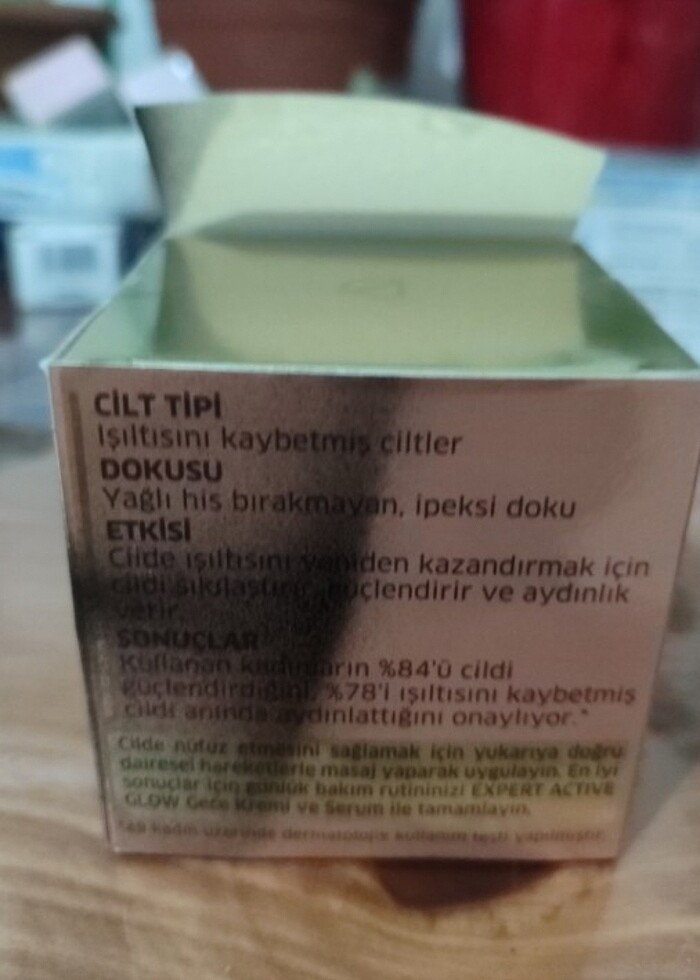 CİLT TİPİ
Işıltısını kaybetmiş ciltler
DOKUSU
Yağlı his bırakmayan, ipeksi doku
ETKİSİ
Cilde ışıltısını yeniden kazandırmak için
cildi sıkılaştırır, güçlendirir ve aydınlık
verir.
SONUÇLAR
Kullanan kadınların %84'ü cildi
güçlendirdiğini, %78'i ışıltısını kaybetmiş
cildi anında aydınlattığını onaylıyor.*
Cilde nüfuz etmesini sağlamak için yukarıya doğru
dairesel hareketlerle masaj yaparak uygulayın. En iyi
sonuçlar için günlük bakım rutininizi EXPERT ACTIVE
GLOW Gece Kremi ve Serum ile tamamlayın.
kadın üzerinde dermatolojik kullanım testi yapılmıştır.